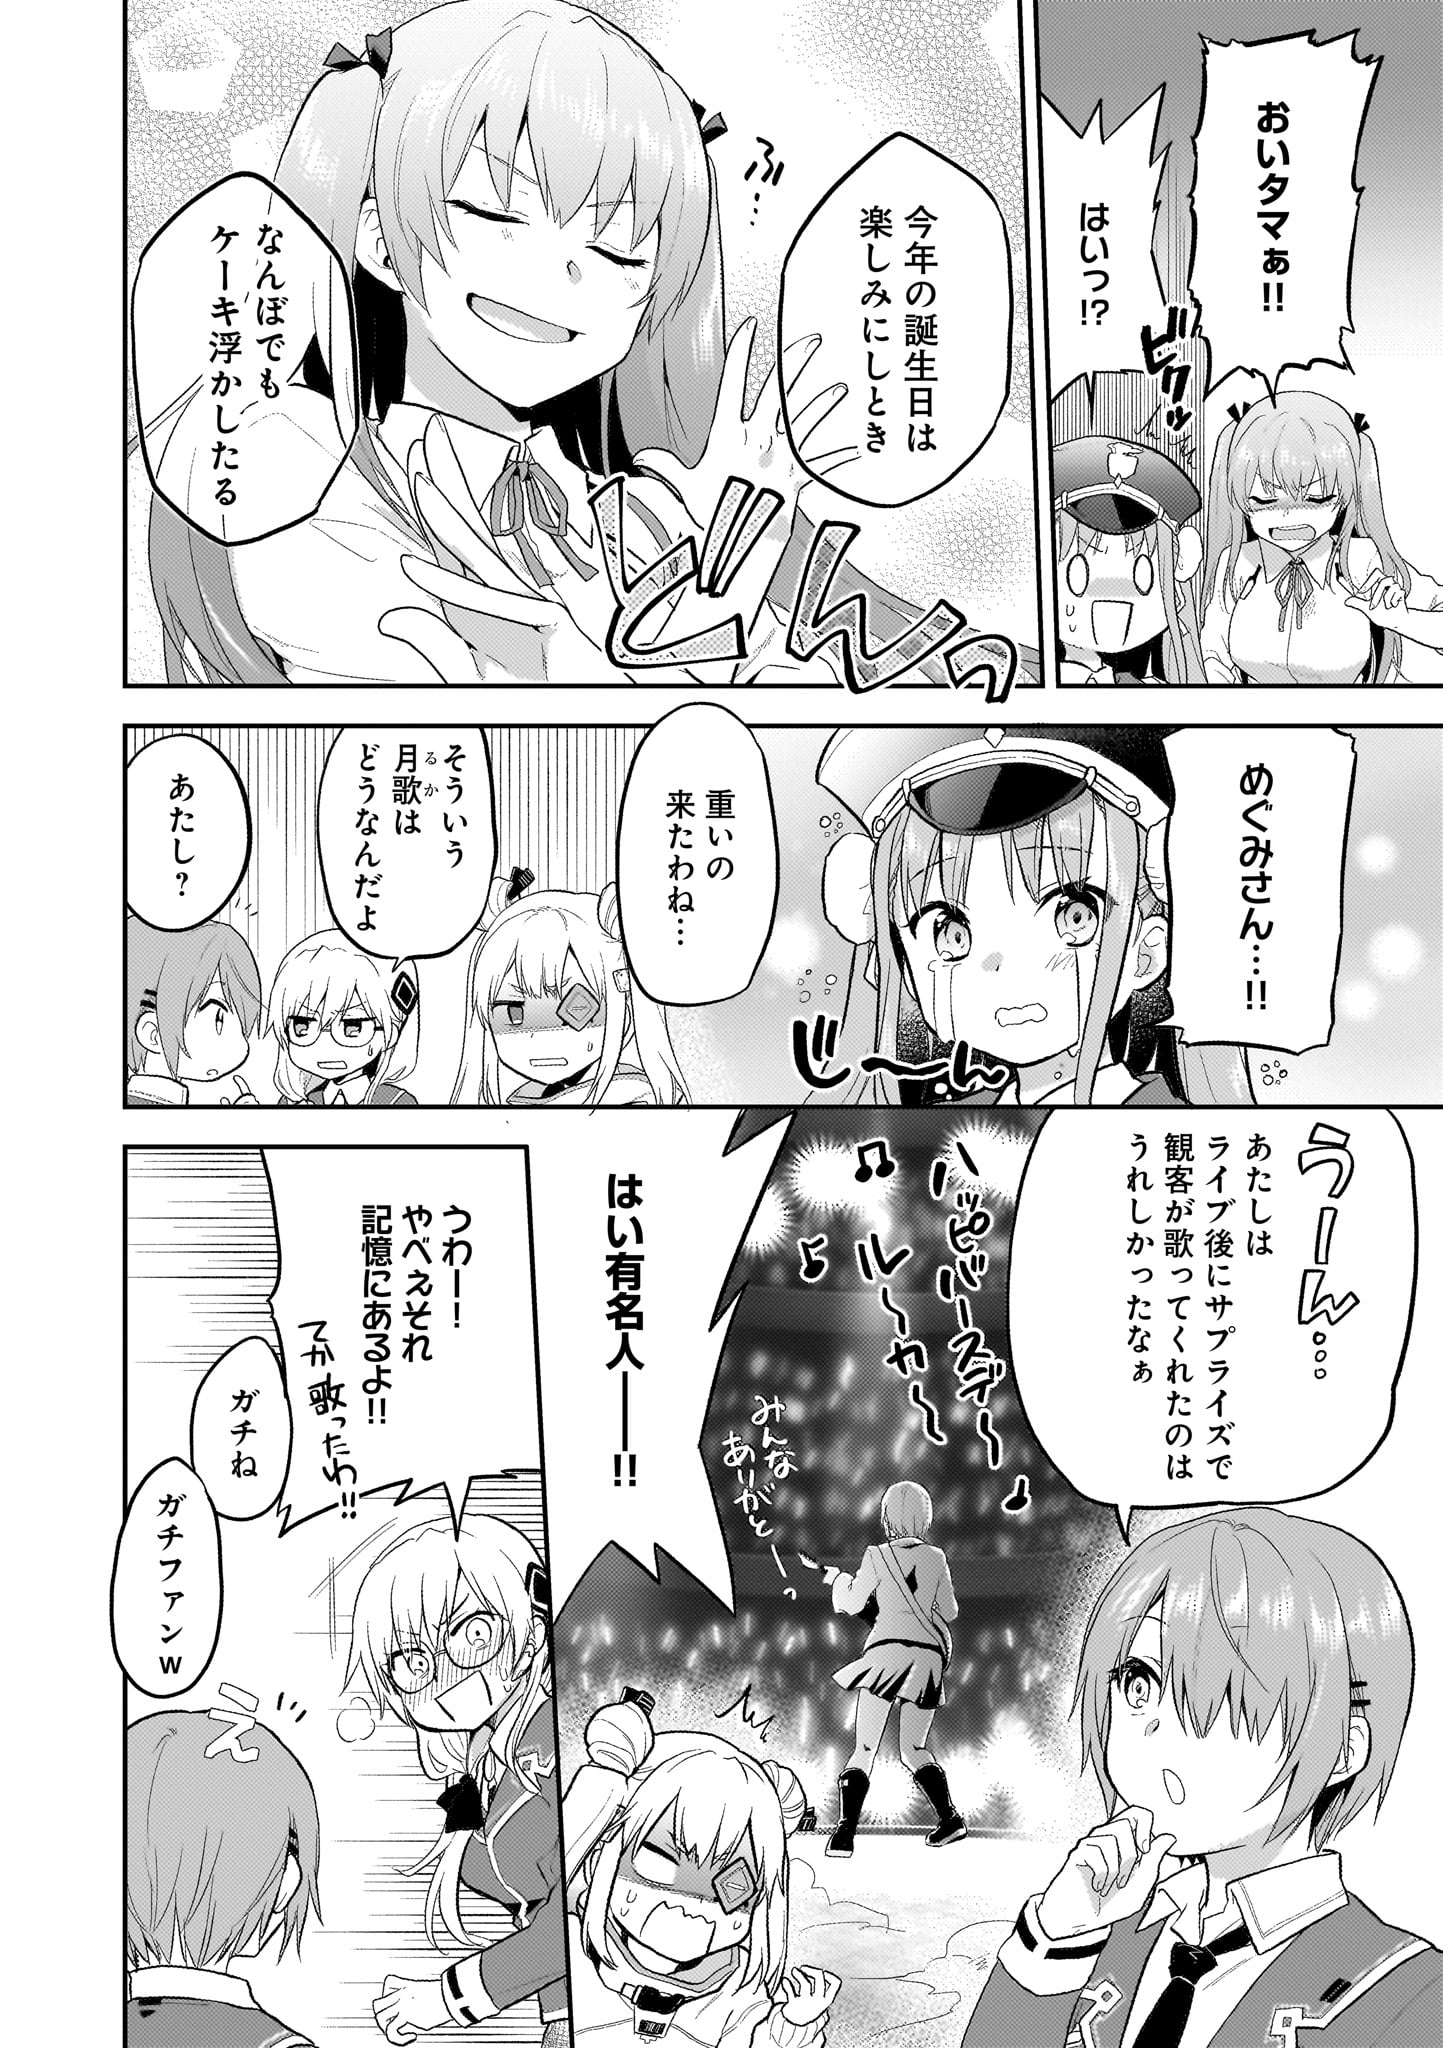 おいタマぁ!!
はいっ!?
ビクッ
今年の誕生日は
楽しみにしとき
ふ…
なんぼでも
ケーキ浮かしたる
どんっ
めぐみさん…!!
じ〜〜ん
重いの
来たわね…
そういう
月歌は
るか
どうなんだよ
あたし?
うーん…
あたしは
ライブ後にサプライズで
観客が歌ってくれたのは
うれしかったなぁ
♪ハッピバースデ〜
♪ル〜カ〜♪
みんな
ありがと〜っ
はい有名人――!!
うわー!
やべぇそれ
記憶にあるよ!!
てか歌ったわ!!
ガチね
ガチファンw
え